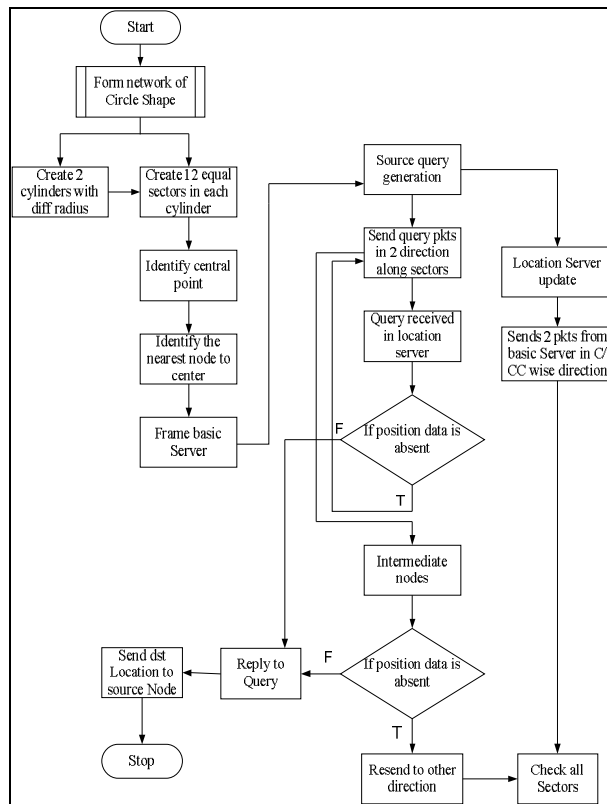 Start
Form network of
Circle Shape
Create 2
cylinders with
diff radius
Create 12 equal
sectors in each
cylinder
Identify central
point
Identify the
nearest node to
center
Frame basic
Server
Source query
generation
Send query pkts
in 2 direction
along sectors
Query received
in location
server
If position data is
absent
F
T
Location Server
update
Sends 2 pkts from
basic Server in C/
CC wise direction
Intermediate
nodes
If position data is
absent
F
T
Reply to
Query
Send dst
Location to
source Node
Stop
Resend to other
direction
Check all
Sectors